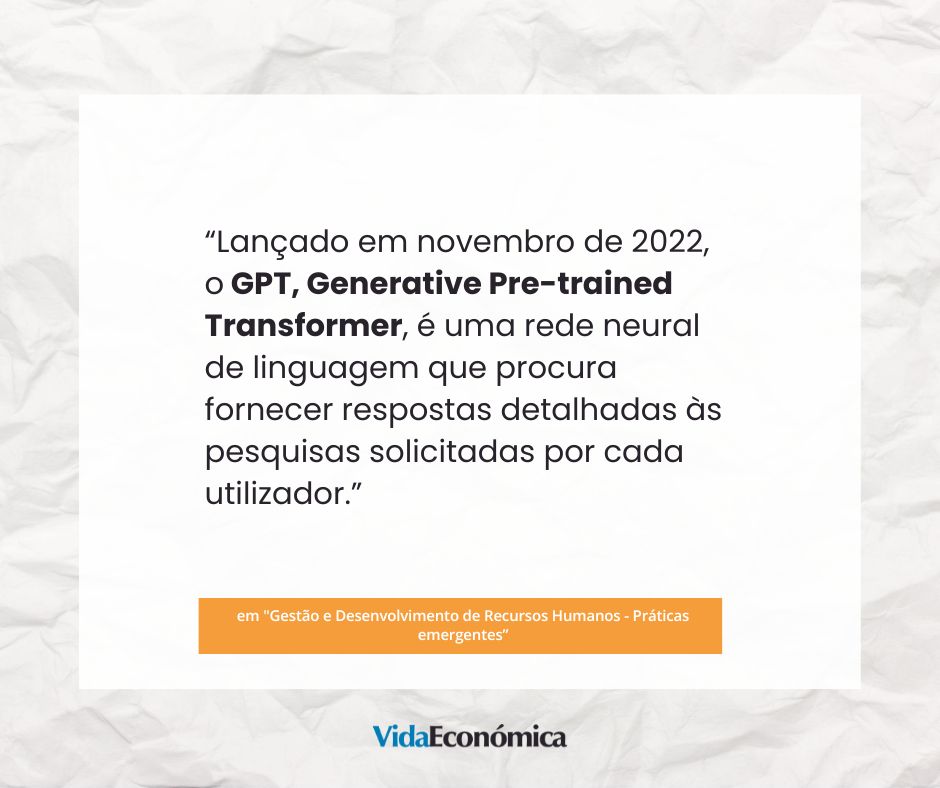 “Lançado em novembro de 2022,
o GPT, Generative Pre-trained
Transformer, é uma rede neural
de linguagem que procura
fornecer respostas detalhadas às
pesquisas solicitadas por cada
utilizador.”
em "Gestão e Desenvolvimento de Recursos Humanos - Práticas
emergentes”
VidaEconómica